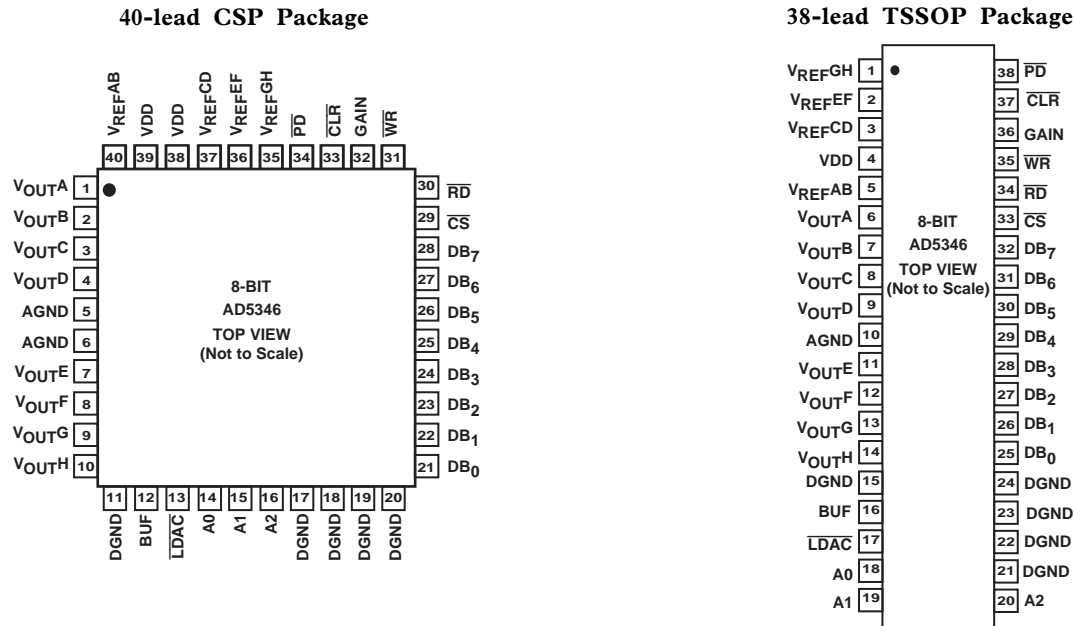 40-lead CSP Package
VREFAB
VDD
VDD
VREFCD
VREFEF
VREFGH
PD
CLR
GAIN
WR
40 39 38 37 36 35 34 33 32 31
VOUTA 1
VOUTB 2
VOUTC 3
VOUTD 4
AGND 5
AGND 6
VOUTE 7
VOUTF 8
VOUTG 9
VOUTH 10
8-BIT
AD5346
TOP VIEW
(Not to Scale)
30 RD
29 CS
28 DB7
27 DB6
26 DB5
25 DB4
24 DB3
23 DB2
22 DB1
21 DB0
11 12 13 14 15 16 17 18 19 20
DGND
BUF
LDAC
A0
A1
A2
DGND
DGND
DGND
DGND
38-lead TSSOP Package
VREFGH 1
VREFEF 2
VREFCD 3
VDD 4
VREFAB 5
VOUTA 6
VOUTB 7
VOUTC 8
VOUTD 9
AGND 10
VOUTE 11
VOUTF 12
VOUTG 13
VOUTH 14
DGND 15
BUF 16
LDAC 17
A0 18
A1 19
8-BIT
AD5346
TOP VIEW
(Not to Scale)
38 PD
37 CLR
36 GAIN
35 WR
34 RD
33 CS
32 DB7
31 DB6
30 DB5
29 DB4
28 DB3
27 DB2
26 DB1
25 DB0
24 DGND
23 DGND
22 DGND
21 DGND
20 A2